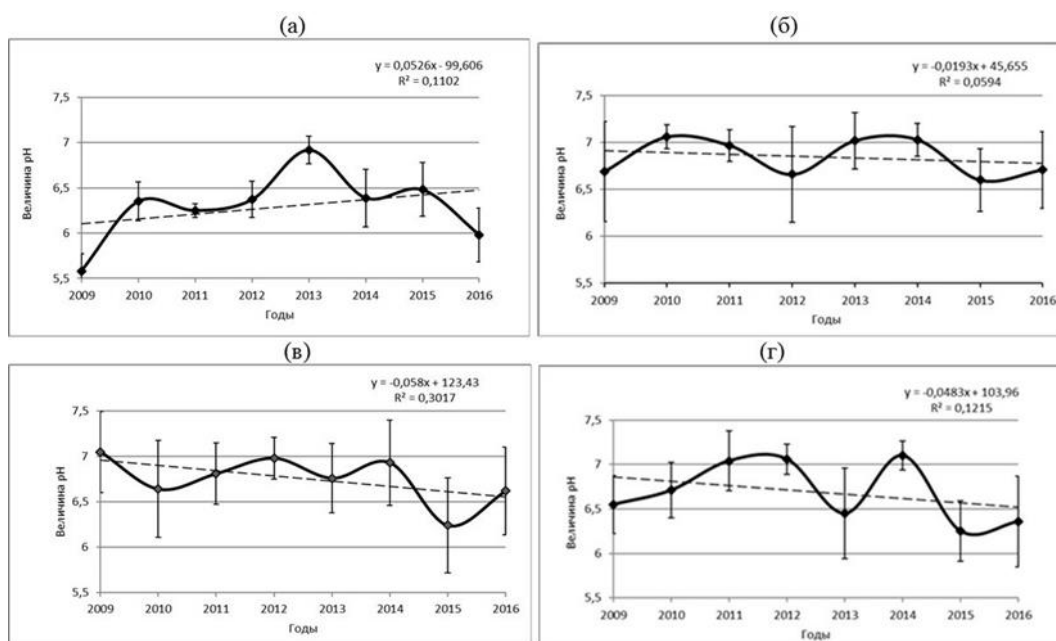 (а)
y = 0,0526x - 99,606
R² = 0,1102
7,5
7
6,5
6
5,5
Величина рН
2009 2010 2011 2012 2013 2014 2015 2016
Годы
(б)
y = -0,0193x + 45,655
R² = 0,0594
7,5
7
6,5
6
5,5
Величина рН
2009 2010 2011 2012 2013 2014 2015 2016
Годы
(в)
y = -0,058x + 123,43
R² = 0,3017
7,5
7
6,5
6
5,5
Величина рН
2009 2010 2011 2012 2013 2014 2015 2016
Годы
(г)
y = -0,0483x + 103,96
R² = 0,1215
7,5
7
6,5
6
5,5
Величина рН
2009 2010 2011 2012 2013 2014 2015 2016
Годы